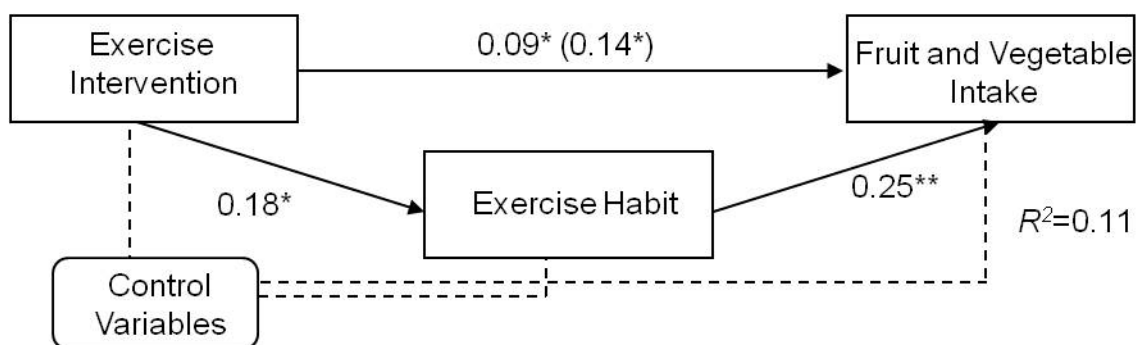 Exercise
Intervention
0.09* (0.14*)
Fruit and Vegetable
Intake
0.18*
Exercise Habit
0.25**
R²=0.11
Control
Variables